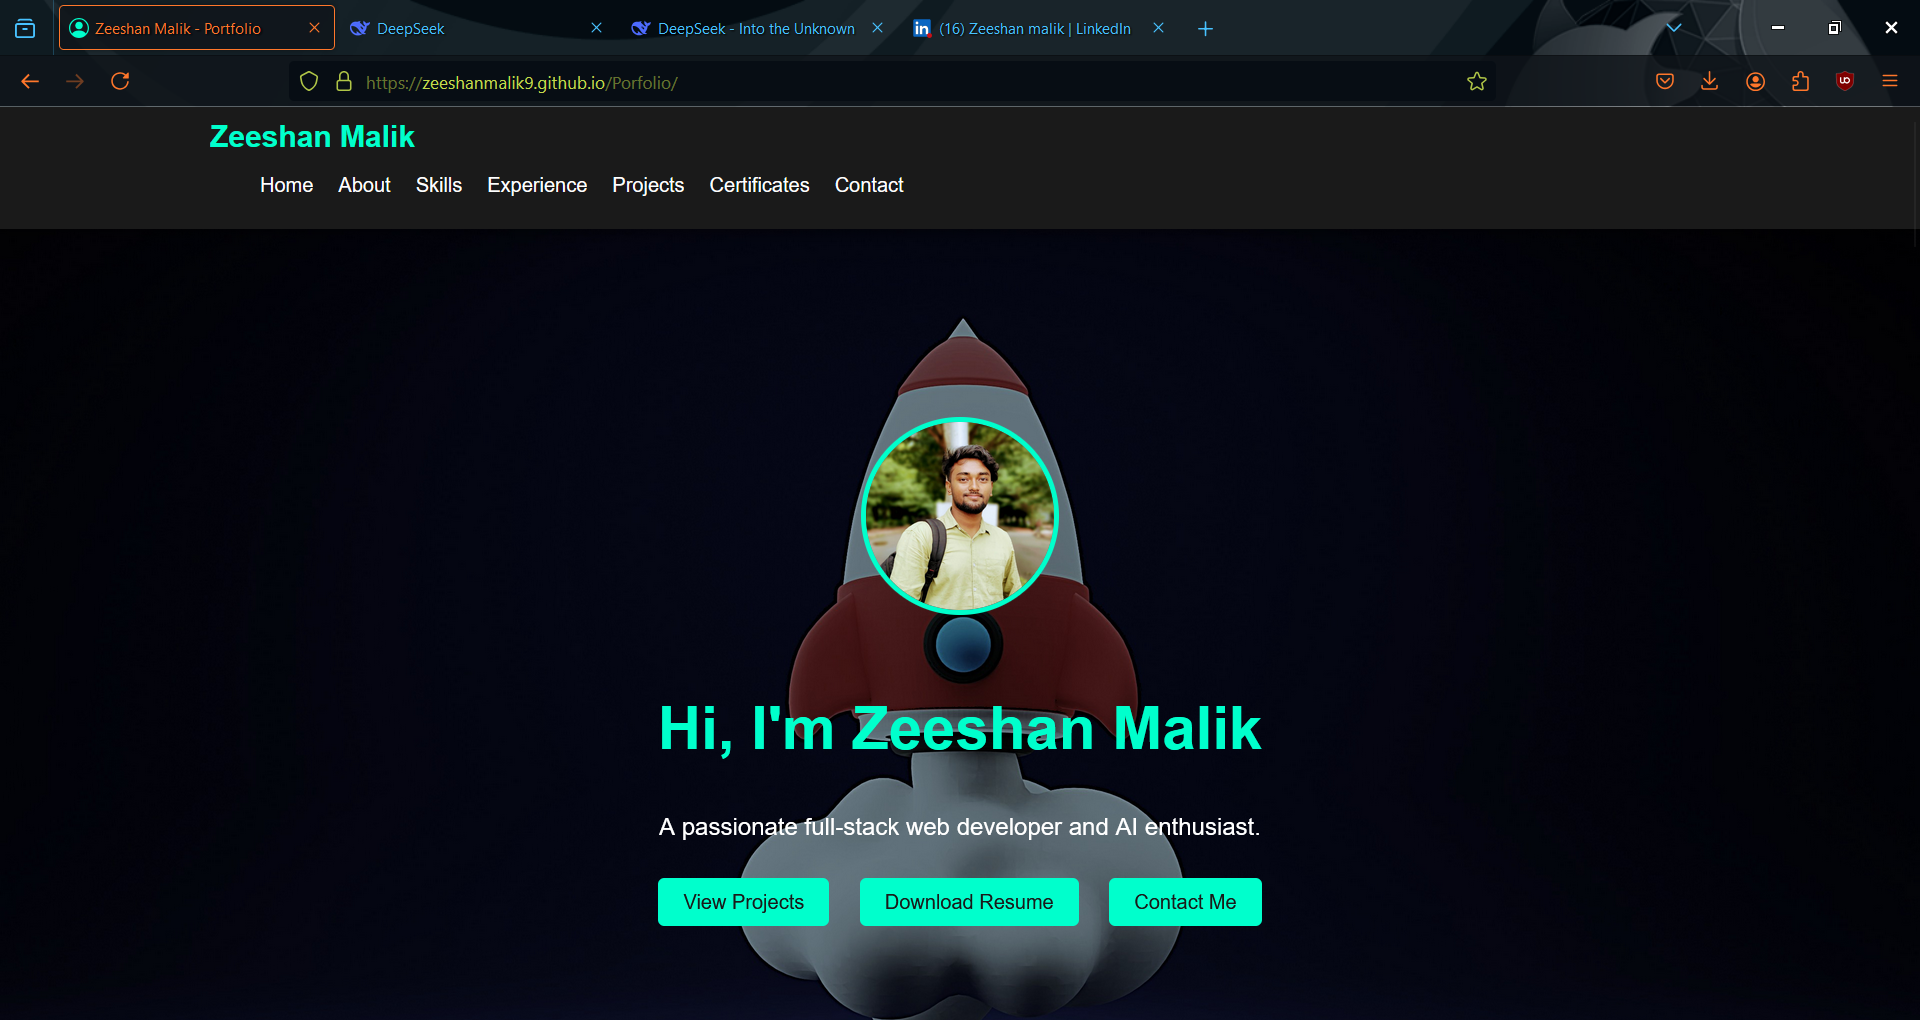 Zeeshan Malik - Portfolio
DeepSeek
DeepSeek - Into the Unknown
in (16) Zeeshan malik | LinkedIn
https://zeeshanmalik9.github.io/Porfolio/
Zeeshan Malik
Home About Skills Experience Projects Certificates Contact
Hi, I'm Zeeshan Malik
A passionate full-stack web developer and AI enthusiast.
View Projects Download Resume Contact Me